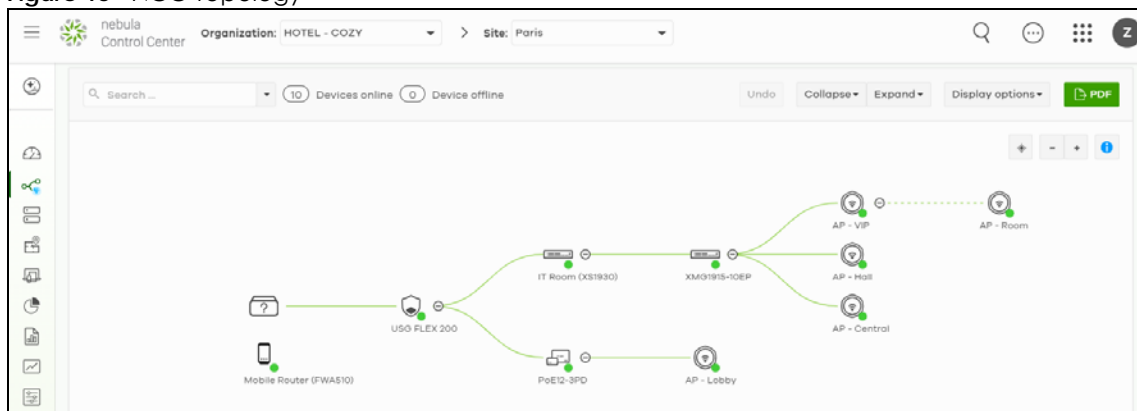 nebula
Control Center
Organization: HOTEL - COZY
Site: Paris
Z
Search ...
10 Devices online 0 Device offline
Undo
Collapse
Expand
Display options
PDF
AP - VIP
AP - Room
IT Room (XS1930)
XMG1915-10EP
AP - Hall
USG FLEX 200
AP - Central
Mobile Router (FWA510)
PoE12-3PD
AP - Lobby